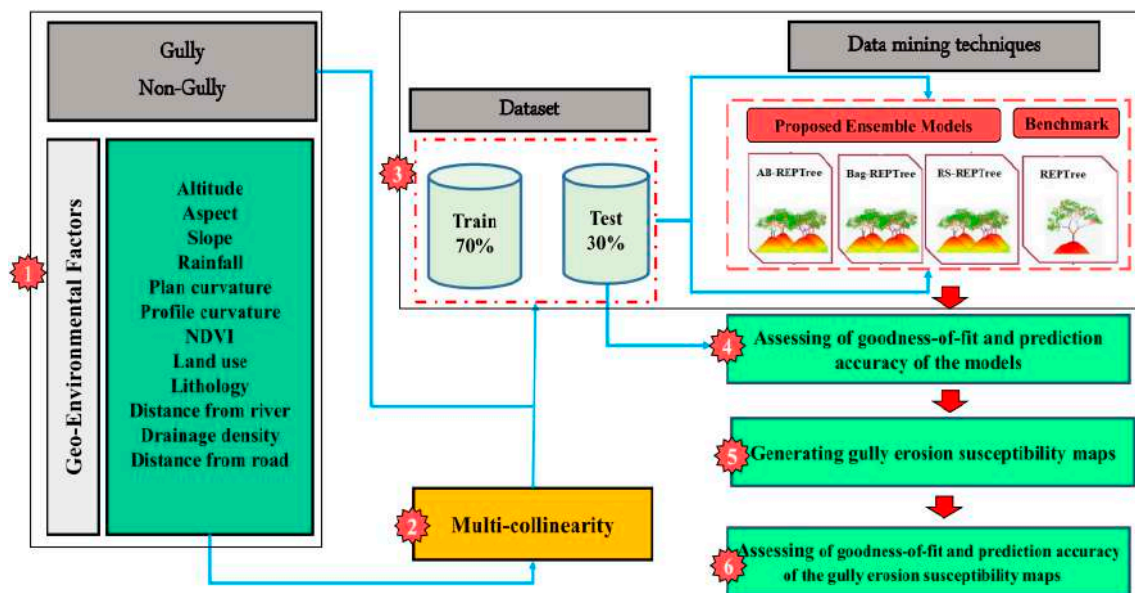 Gully
Non-Gully
1
Geo-Environmental Factors
Altitude
Aspect
Slope
Rainfall
Plan curvature
Profile curvature
NDVI
Land use
Lithology
Distance from river
Drainage density
Distance from road
2
Multi-collinearity
Dataset
3
Train
70%
Test
30%
Data mining techniques
Proposed Ensemble Models
Benchmark
AB-REPTree
Bag-REPTree
RS-REPTree
REPTree
4
Assessing of goodness-of-fit and prediction
accuracy of the models
5
Generating gully erosion susceptibility maps
6
Assessing of goodness-of-fit and prediction accuracy
of the gully erosion susceptibility maps